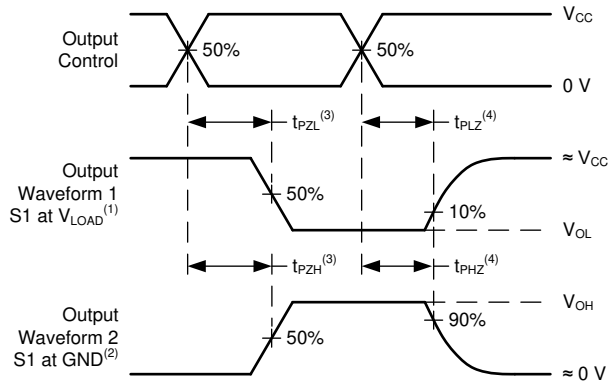 V_CC
Output
Control
50%
50%
0 V
t_PZL(3)
t_PLZ(4)
≈ V_CC
Output
Waveform 1
S1 at V_LOAD(1)
50%
10%
V_OL
t_PZH(3)
t_PHZ(4)
V_OH
Output
Waveform 2
S1 at GND(2)
90%
50%
≈ 0 V